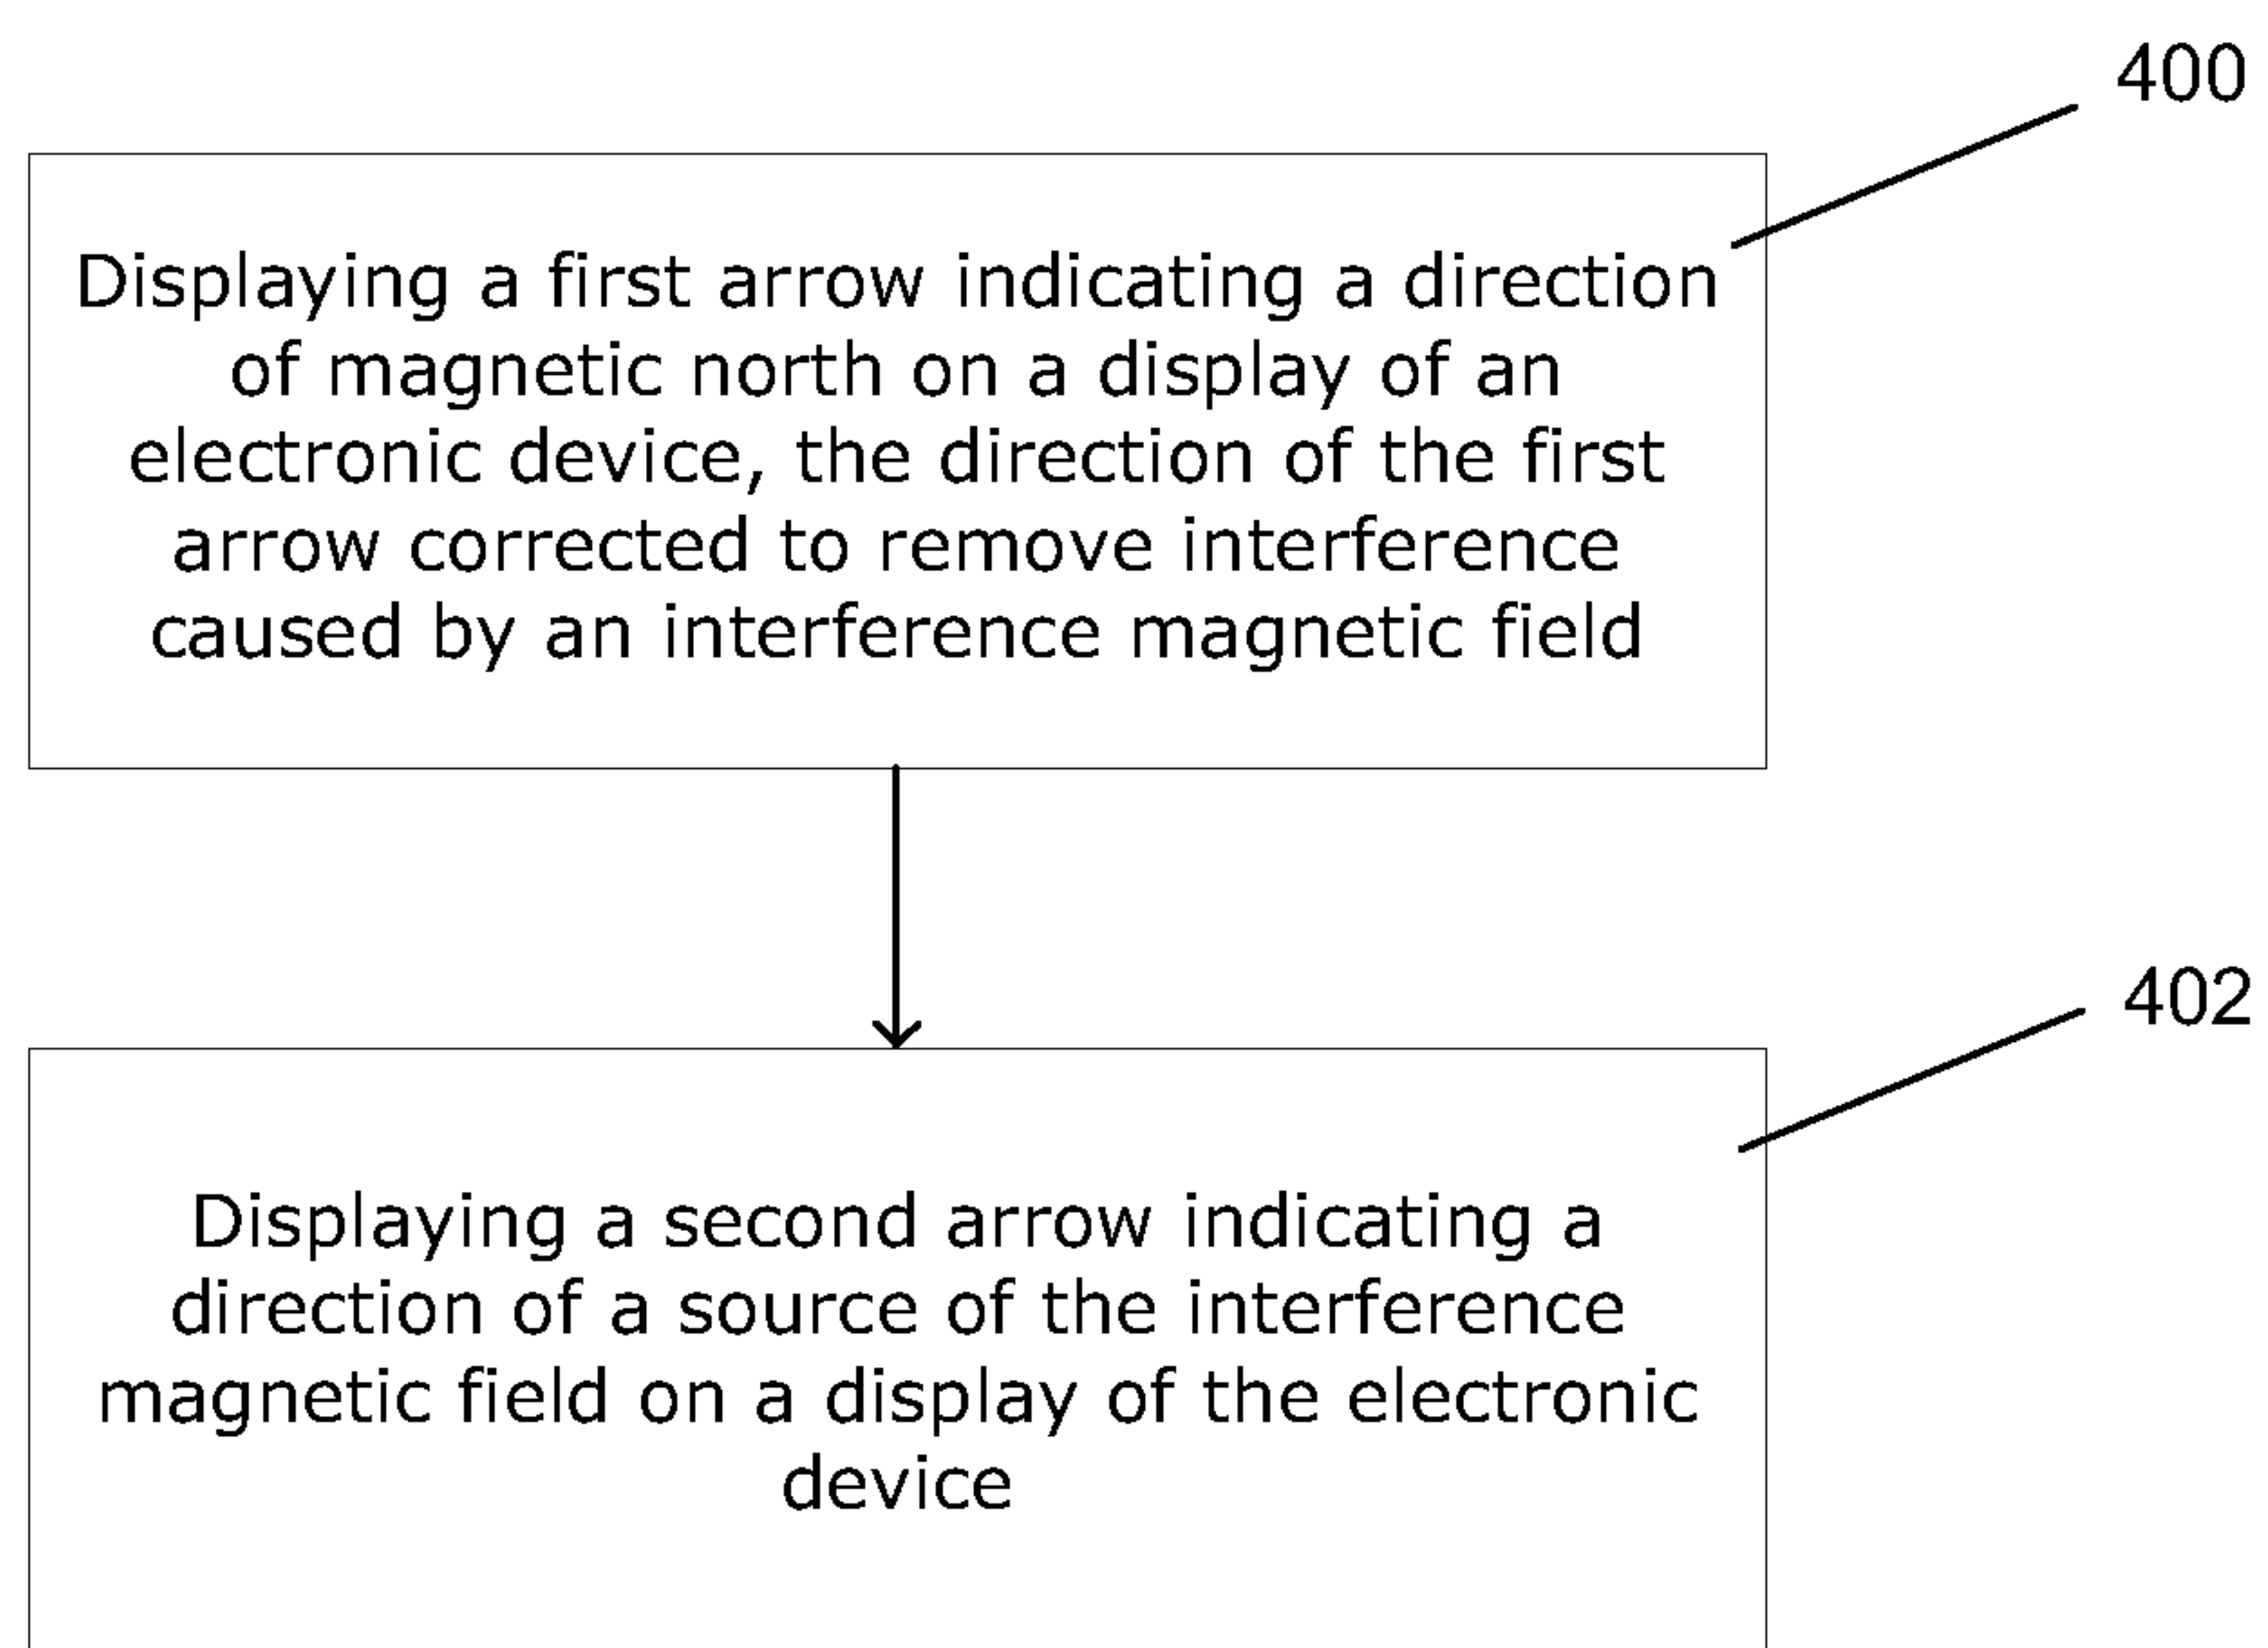 400
Displaying a first arrow indicating a direction
of magnetic north on a display of an
electronic device, the direction of the first
arrow corrected to remove interference
caused by an interference magnetic field
402
Displaying a second arrow indicating a
direction of a source of the interference
magnetic field on a display of the electronic
device